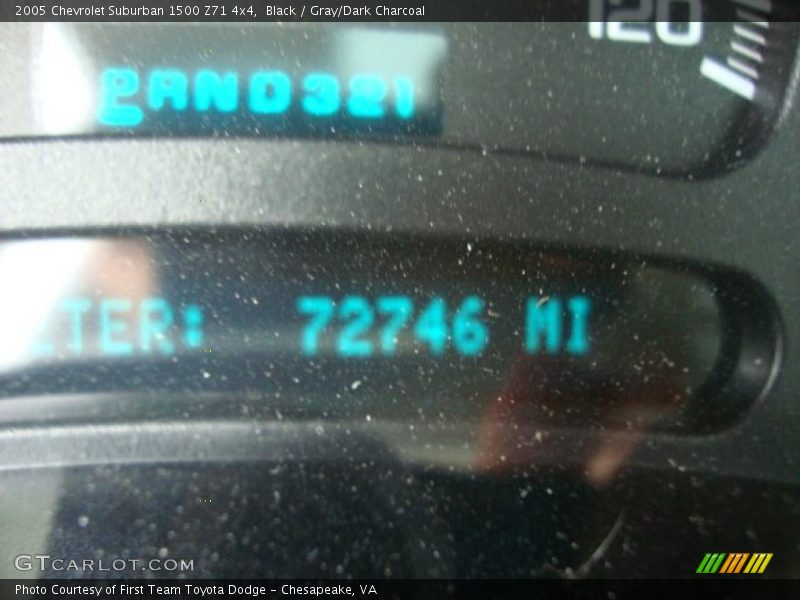 2005 Chevrolet Suburban 1500 Z71 4x4, Black / Gray/Dark Charcoal
120
PRND321
72746 MI
GTCARLOT.COM
Photo Courtesy of First Team Toyota Dodge - Chesapeake, VA